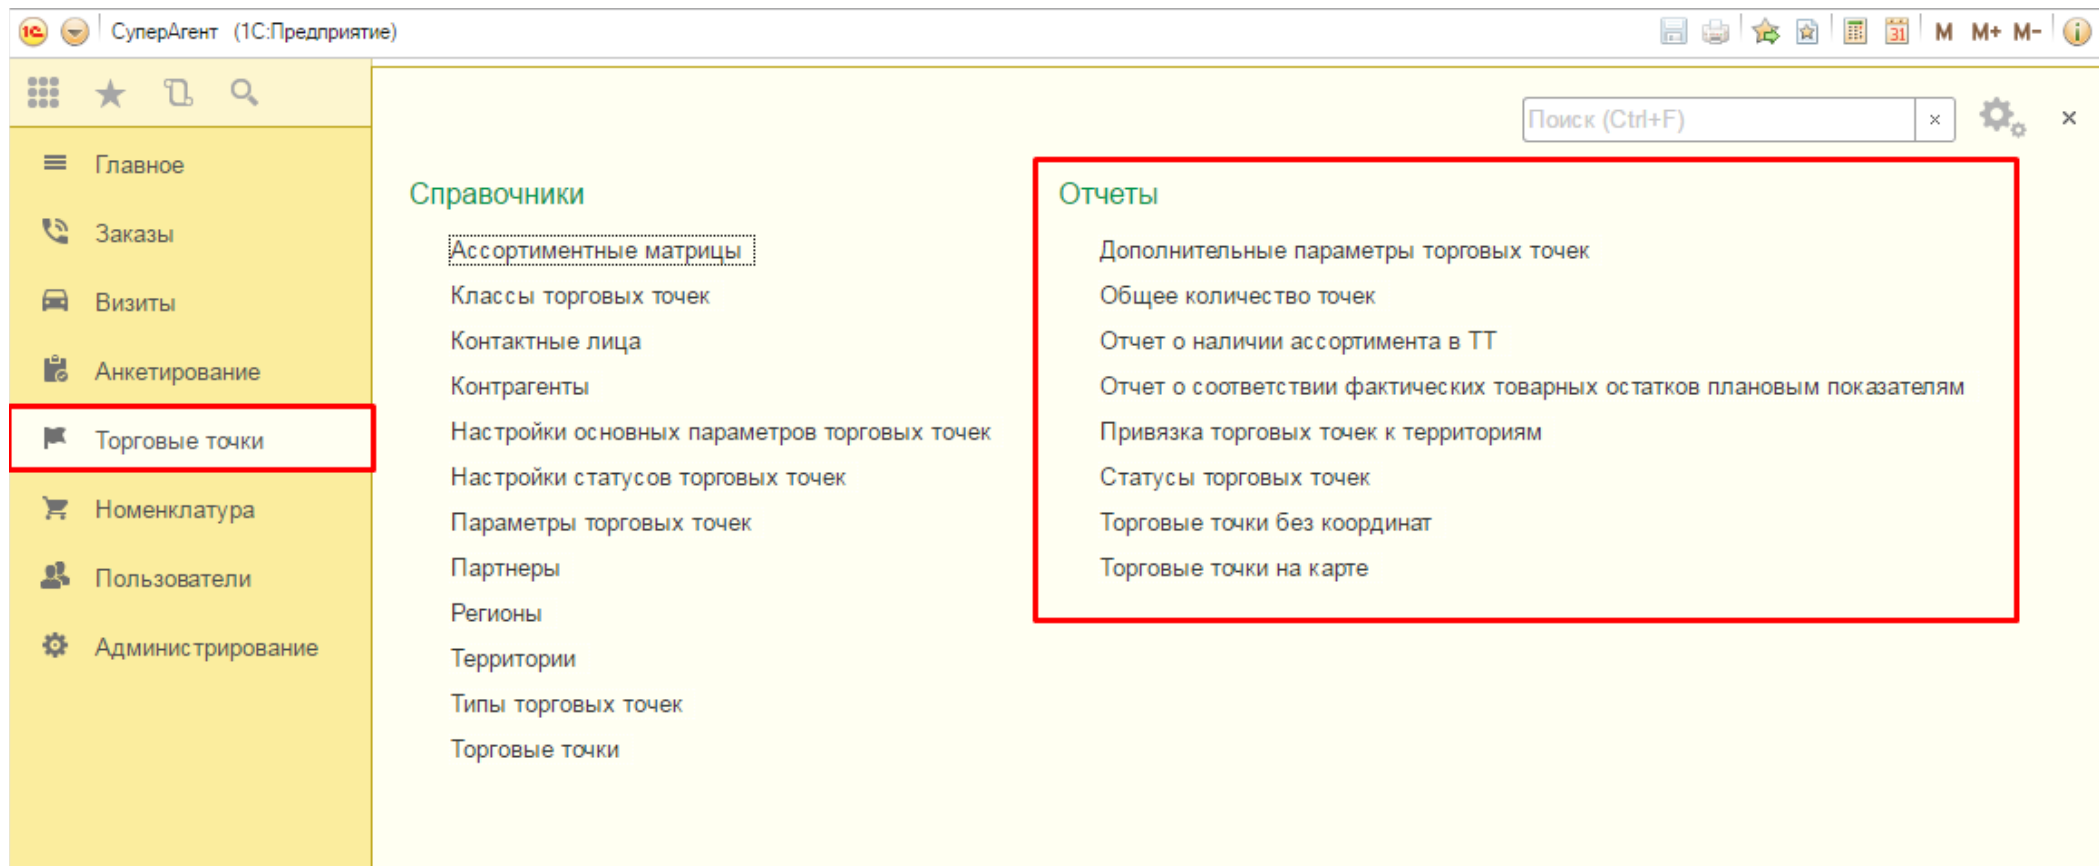 СуперАгент (1С:Предприятие)
M M+ M-
31
Поиск (Ctrl+F)
Главное
Заказы
Визиты
Анкетирование
Торговые точки
Номенклатура
Пользователи
Администрирование
Справочники
Ассортиментные матрицы
Классы торговых точек
Контактные лица
Контрагенты
Настройки основных параметров торговых точек
Настройки статусов торговых точек
Параметры торговых точек
Партнеры
Регионы
Территории
Типы торговых точек
Торговые точки
Отчеты
Дополнительные параметры торговых точек
Общее количество точек
Отчет о наличии ассортимента в ТТ
Отчет о соответствии фактических товарных остатков плановым показателям
Привязка торговых точек к территориям
Статусы торговых точек
Торговые точки без координат
Торговые точки на карте